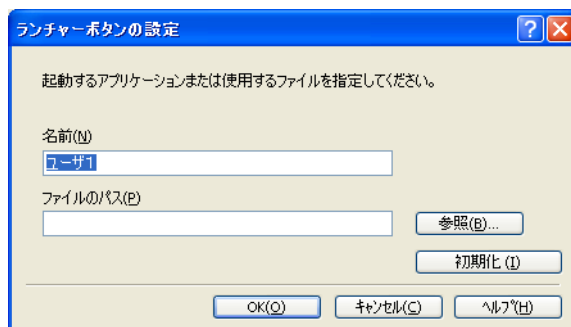 ランチャーボタンの設定
起動するアプリケーションまたは使用するファイルを指定してください。
名前(N)
ユーザ1
ファイルのパス(P)
参照(B)...
初期化(I)
OK(O) キャンセル(C) ヘルプ(H)